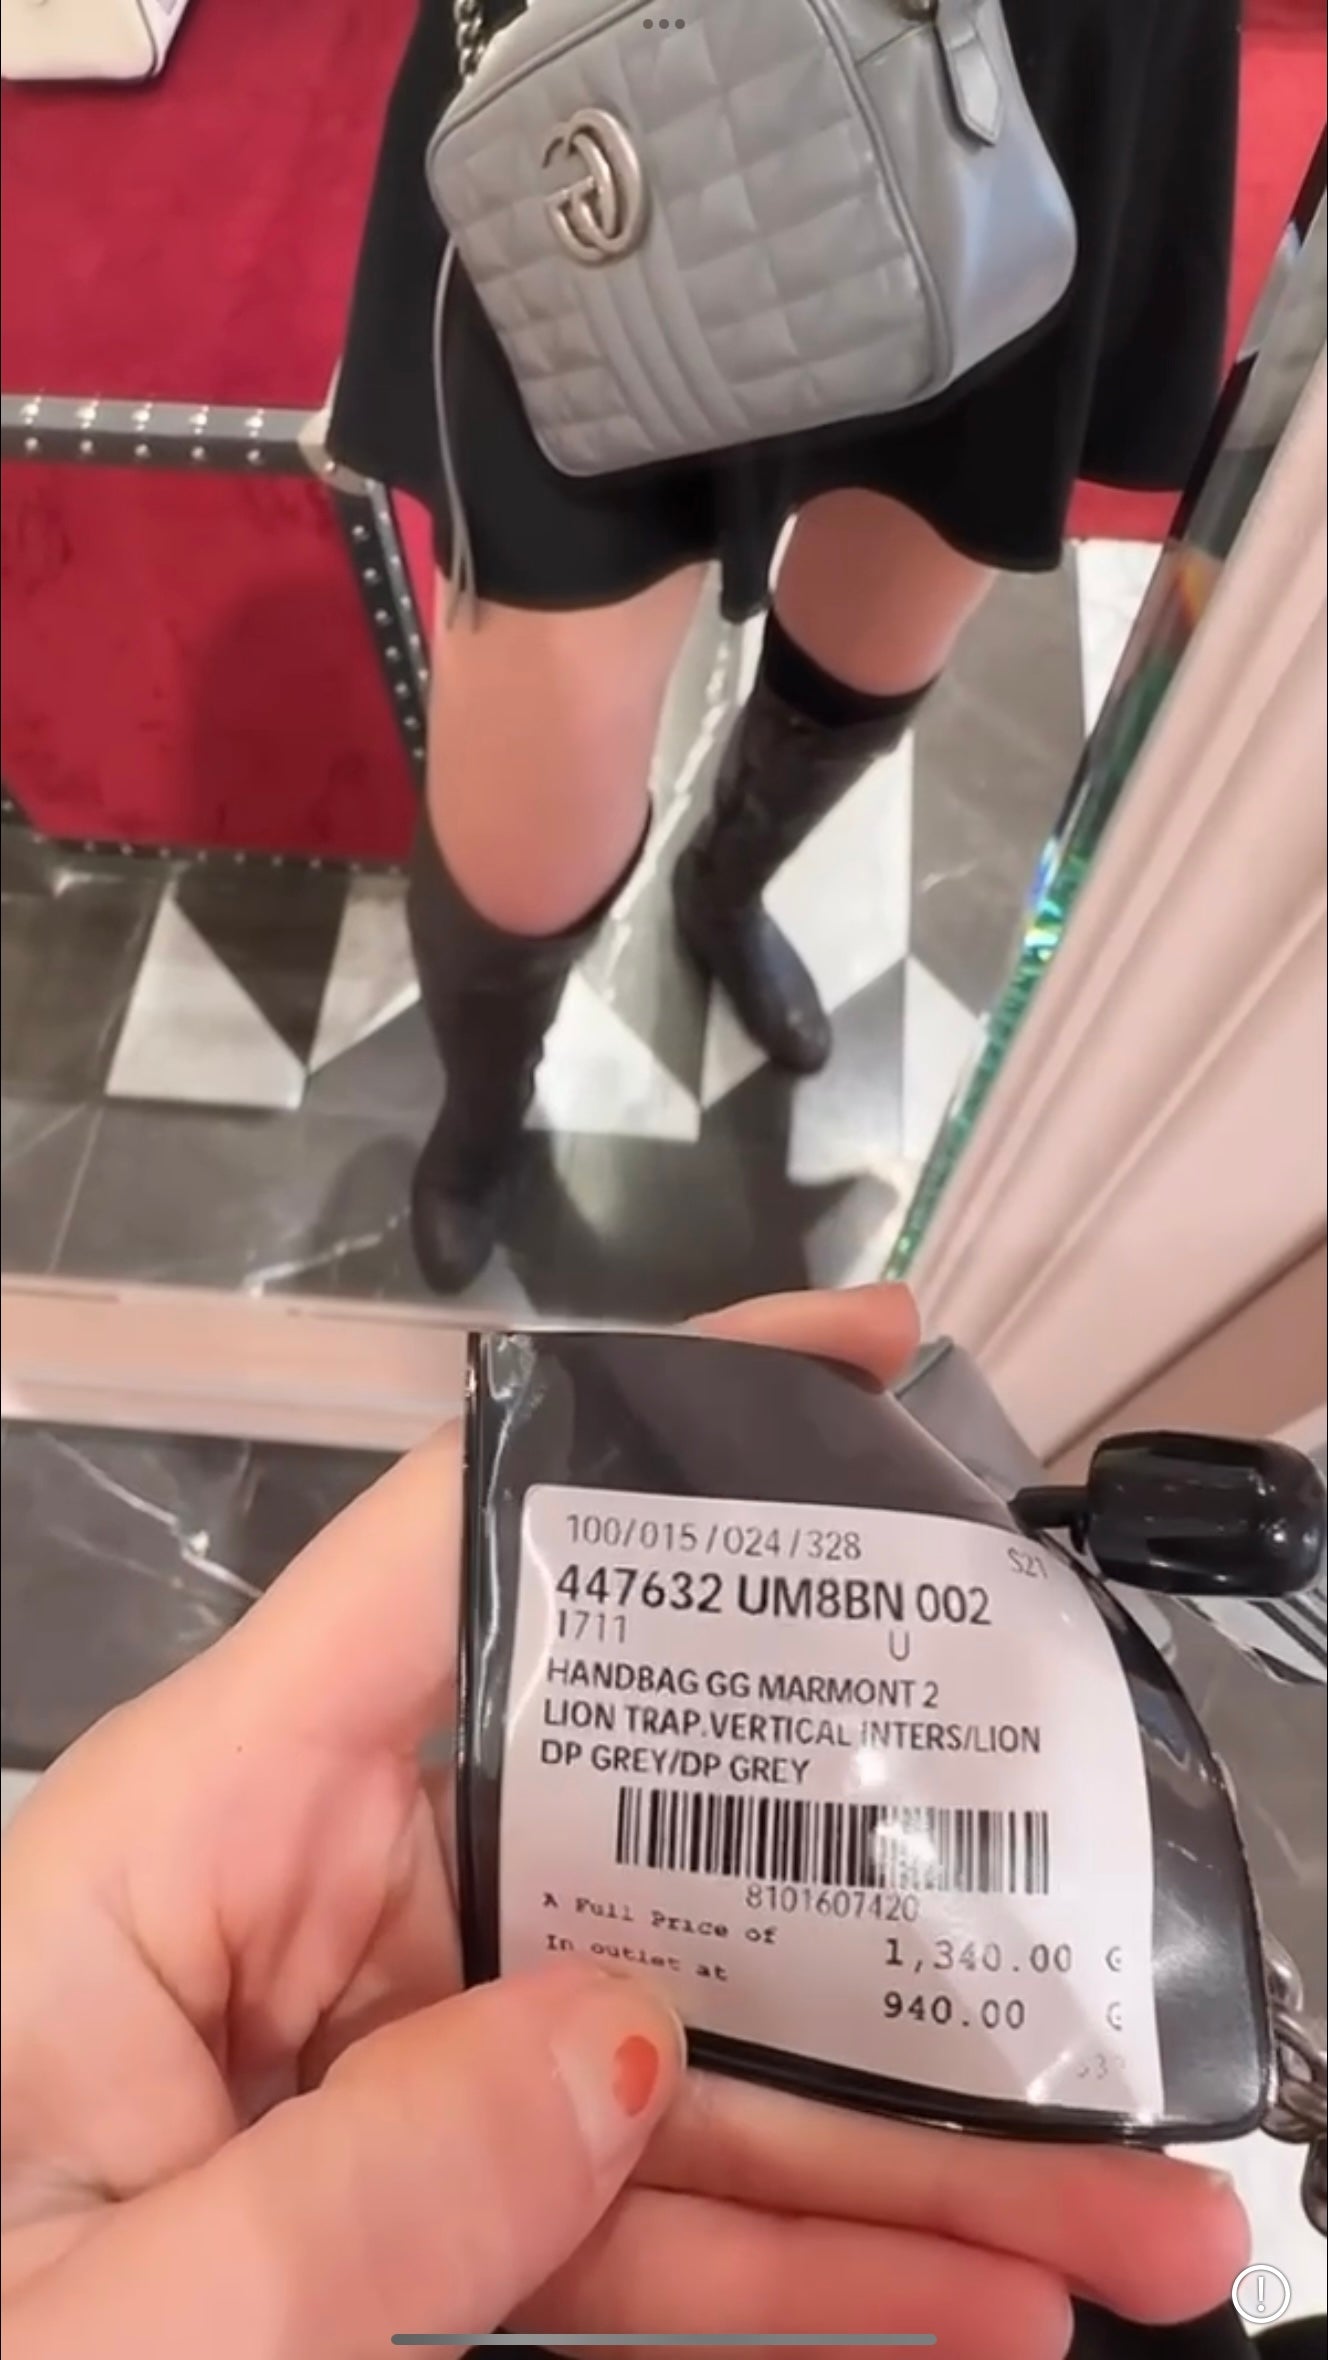 100/015/024/328
S21
447632 UM8BN 002
1711 U
HANDBAG GG MARMONT 2
LION TRAP.VERTICAL INTERS/LION
DP GREY/DP GREY
8101607420
A Full Price of
1,340.00
In outlet at
940.00